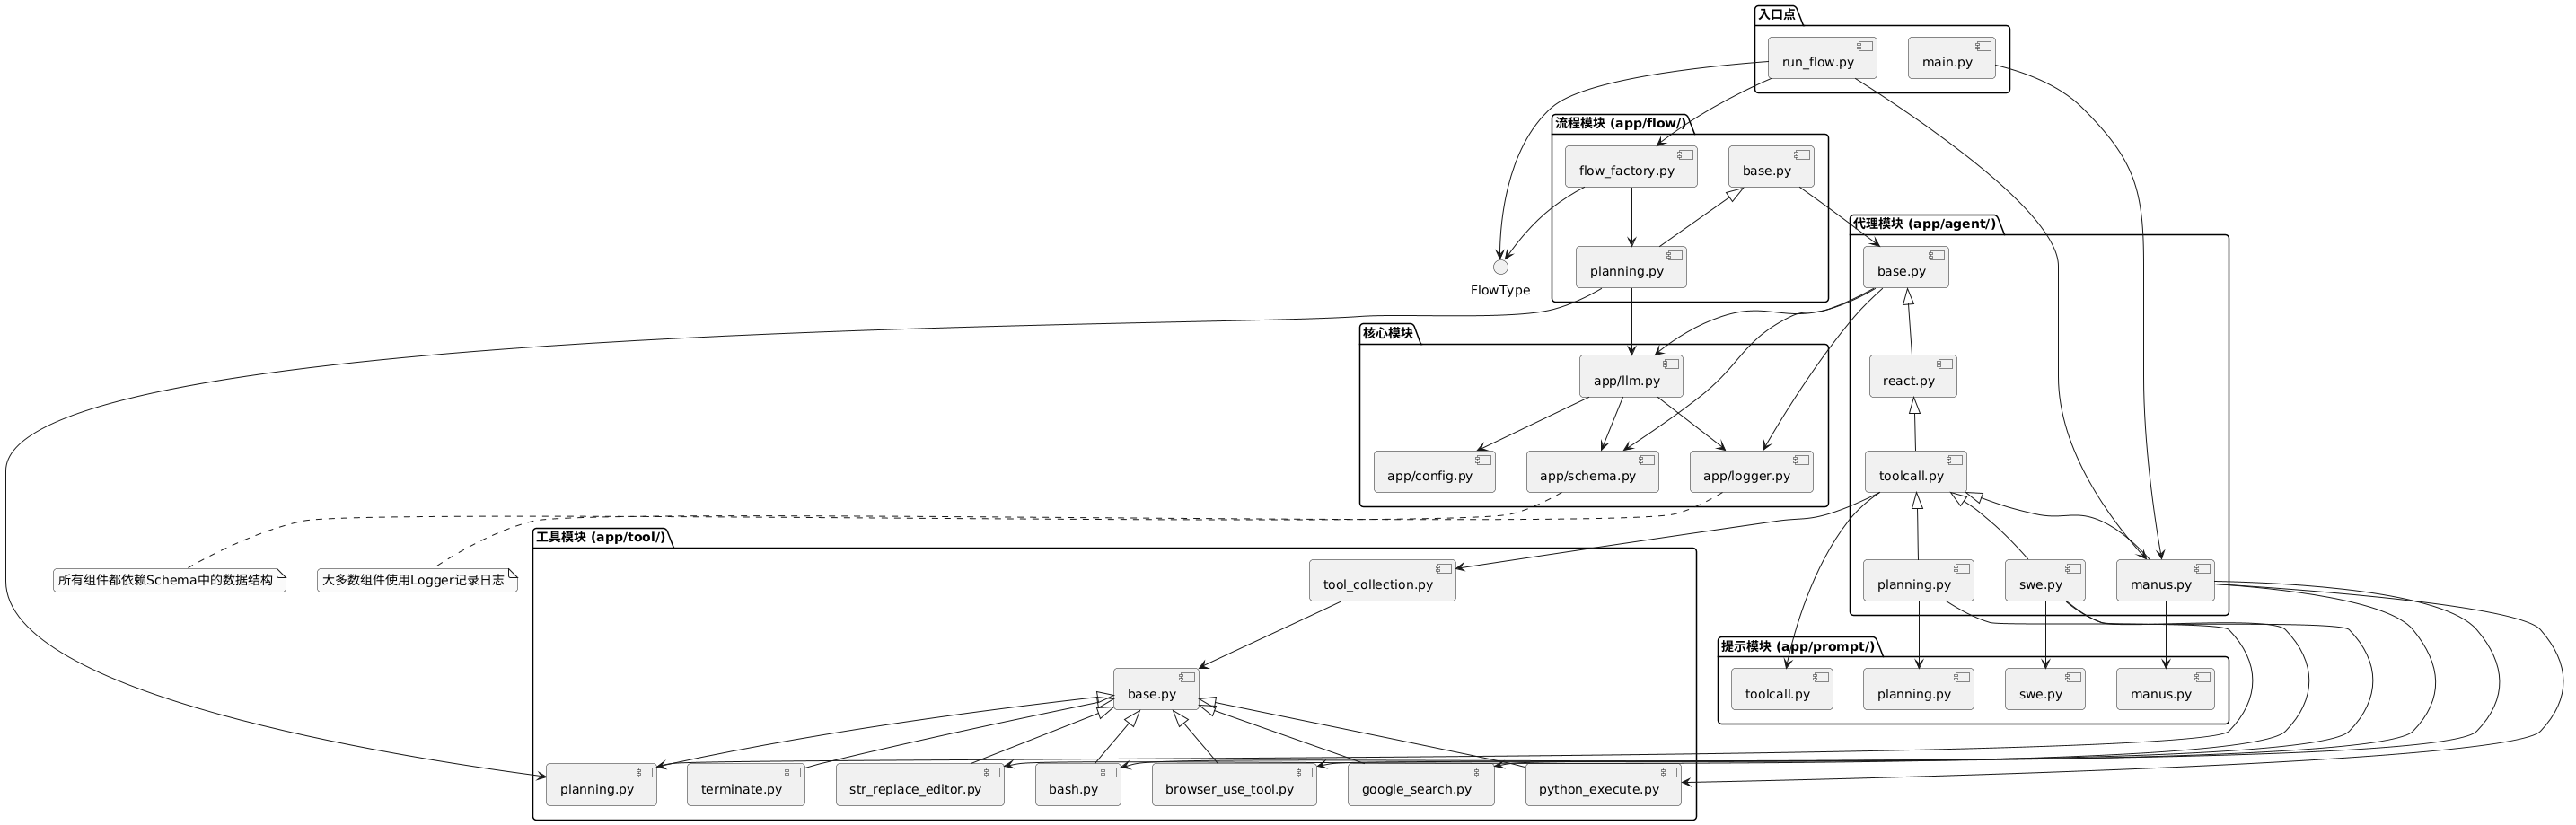 入口点
run_flow.py
main.py
流程模块 (app/flow/)
flow_factory.py
base.py
planning.py
FlowType
代理模块 (app/agent/)
base.py
react.py
toolcall.py
planning.py
swe.py
manus.py
核心模块
app/llm.py
app/config.py
app/schema.py
app/logger.py
所有组件都依赖Schema中的数据结构
大多数组件使用Logger记录日志
工具模块 (app/tool/)
tool_collection.py
base.py
planning.py
terminate.py
str_replace_editor.py
bash.py
browser_use_tool.py
google_search.py
python_execute.py
提示模块 (app/prompt/)
toolcall.py
planning.py
swe.py
manus.py